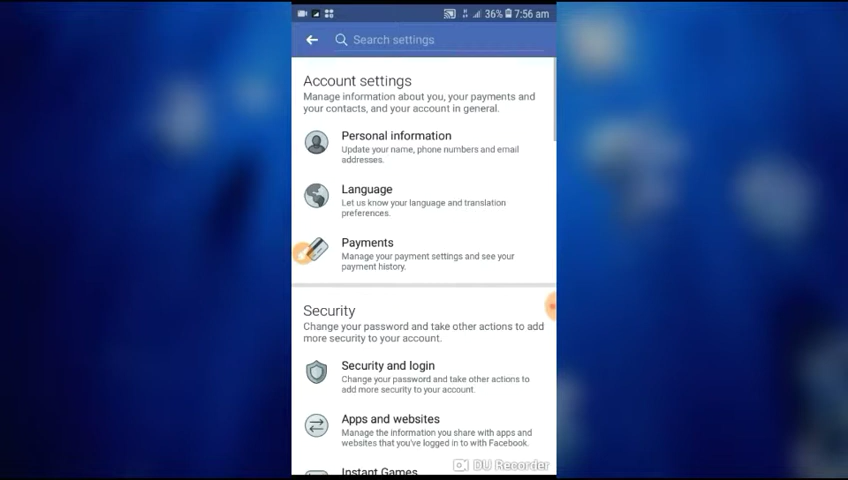 36% 7:56 am
Search settings
Account settings
Manage information about you, your payments and
your contacts, and your account in general.
Personal information
Update your name, phone numbers and email
addresses.
Language
Let us know your language and translation
preferences.
Payments
Manage your payment settings and see your
payment history.
Security
Change your password and take other actions to add
more security to your account.
Security and login
Change your password and take other actions to
add more security to your account.
Apps and websites
Manage the information you share with apps and
websites that you've logged in to with Facebook.
Instant Games
DU Recorder